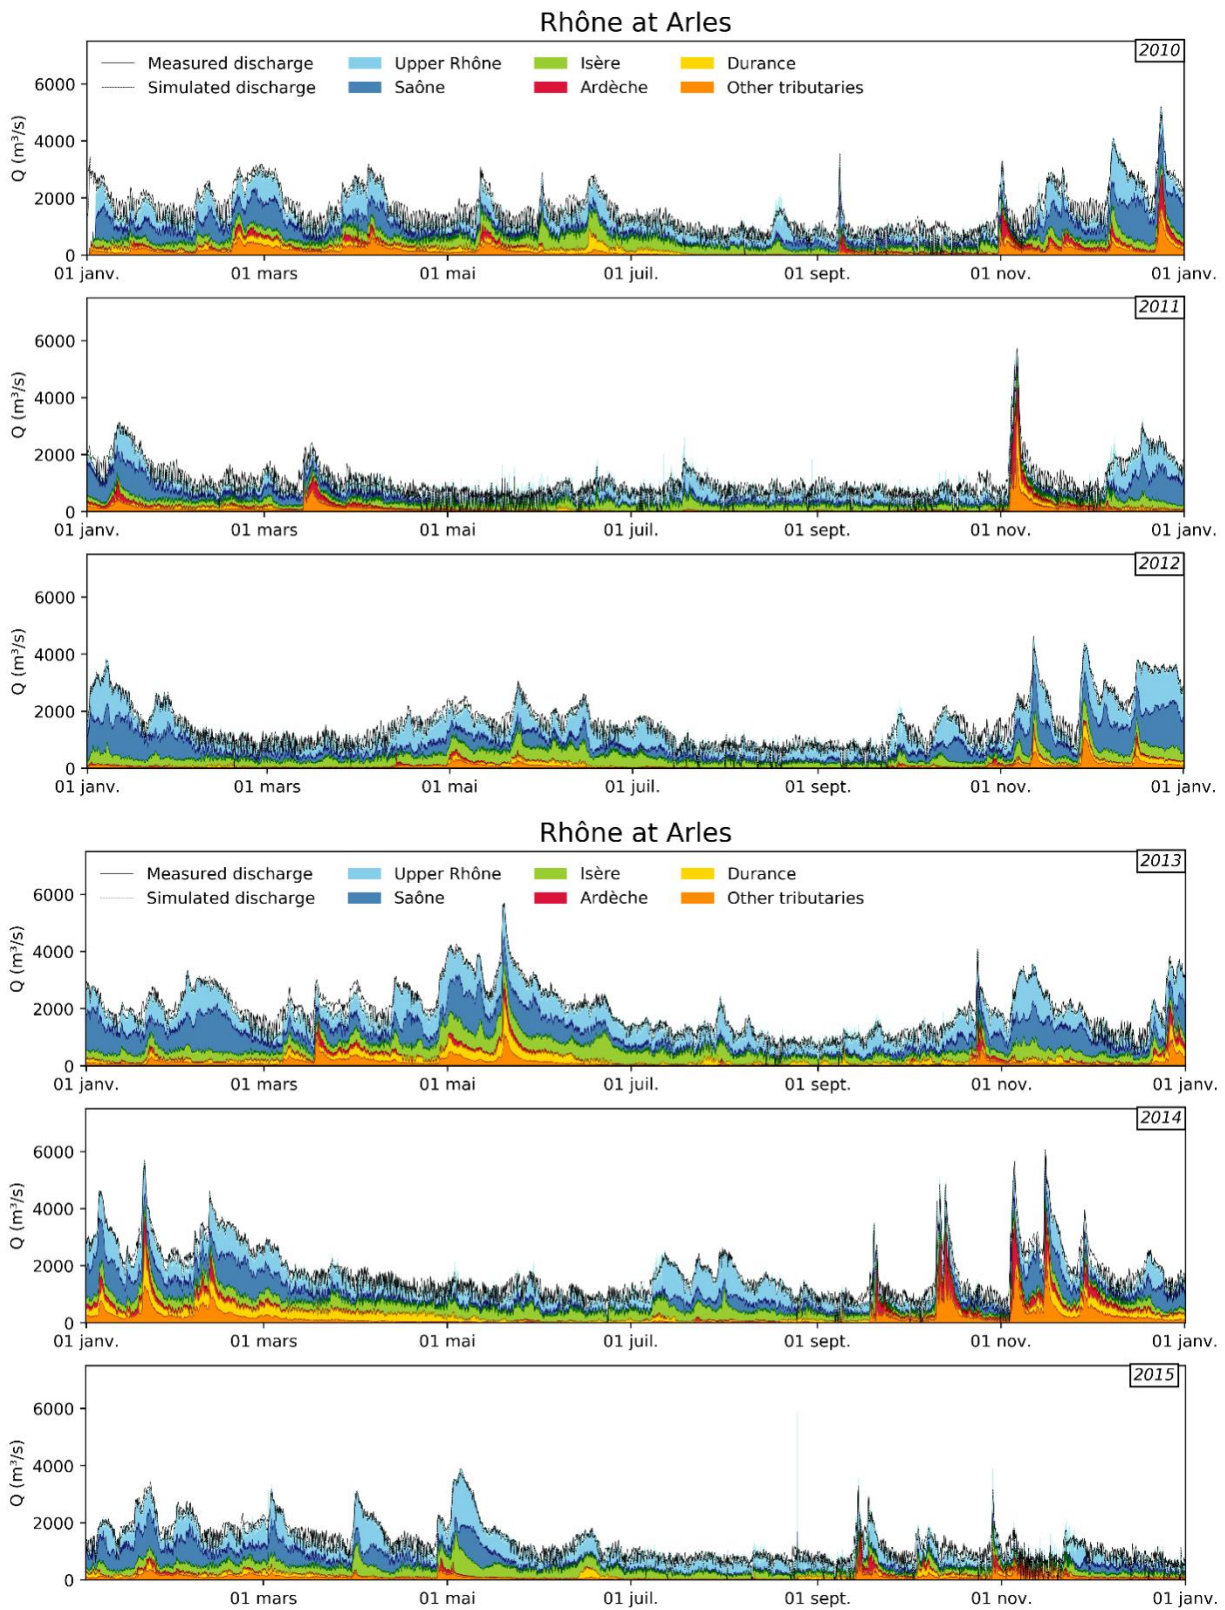 Rhône at Arles
2010
Measured discharge Upper Rhône Isère Durance
Simulated discharge Saône Ardèche Other tributaries
Q (m³/s)
6000
4000
2000
0
01 janv. 01 mars 01 mai 01 juil. 01 sept. 01 nov. 01 janv.
2011
Q (m³/s)
6000
4000
2000
0
01 janv. 01 mars 01 mai 01 juil. 01 sept. 01 nov. 01 janv.
2012
Q (m³/s)
6000
4000
2000
0
01 janv. 01 mars 01 mai 01 juil. 01 sept. 01 nov. 01 janv.
Rhône at Arles
2013
Measured discharge Upper Rhône Isère Durance
Simulated discharge Saône Ardèche Other tributaries
Q (m³/s)
6000
4000
2000
0
01 janv. 01 mars 01 mai 01 juil. 01 sept. 01 nov. 01 janv.
2014
Q (m³/s)
6000
4000
2000
0
01 janv. 01 mars 01 mai 01 juil. 01 sept. 01 nov. 01 janv.
2015
Q (m³/s)
6000
4000
2000
0
01 mars 01 mai 01 juil. 01 sept. 01 nov. 01 janv.